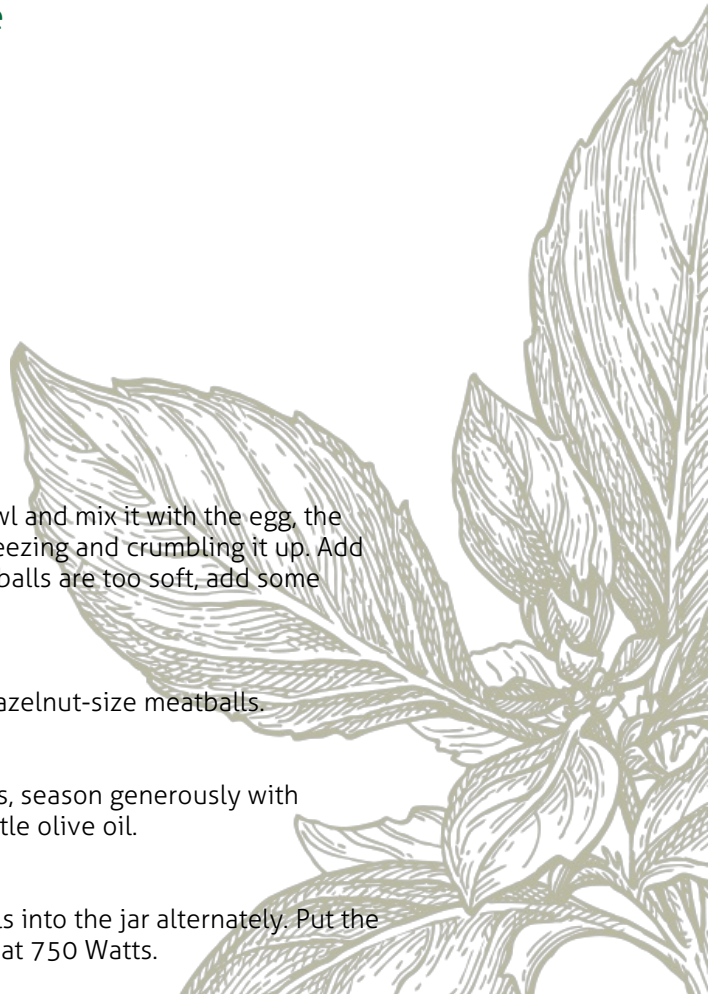 e
wl and mix it with the egg, the
eezing and crumbling it up. Add
balls are too soft, add some
azelnut-size meatballs.
s, season generously with
tle olive oil.
ls into the jar alternately. Put the
at 750 Watts.